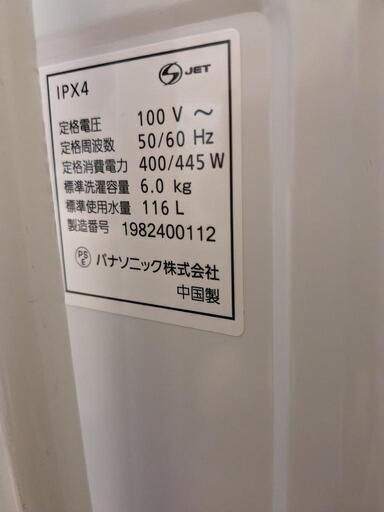 IPX4 JET
定格電圧 100 V ～
定格周波数 50/60 Hz
定格消費電力 400/445 W
標準洗濯容量 6.0 kg
標準使用水量 116 L
製造番号 1982400112
PS E パナソニック株式会社
中国製